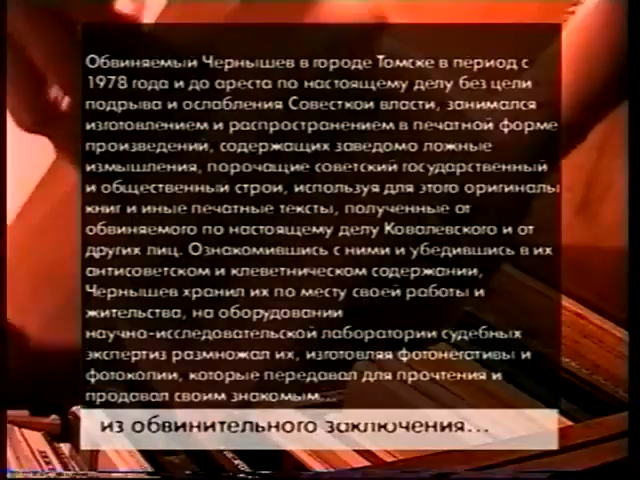 Обвиняемый Чернышев в городе Томске в период с
1978 года и до ареста по настоящему делу без цели
подрыва и ослабления Совесткои власти, занимался
изготовлением и распространением в печатной форме
произведений, содержащих заведомо ложные
измышления, порочащие советский государственный
и общественный строи, используя для этого оригиналы
книг и иные печатные тексты, полученные от
обвиняемого по настоящему делу Ковалевского и от
других лиц. Ознакомившись с ними и убедившись в их
антисоветском и клеветническом содержании,
Чернышев хранил их по месту своей работы и
жительства, на оборудовании
научно-исследовательской лаборатории судебных
экспертиз размножал их, изготовляя фотонегативы и
фотокопии, которые передавал для прочтения и
продавал своим знакомым...
из обвинительного заключения...